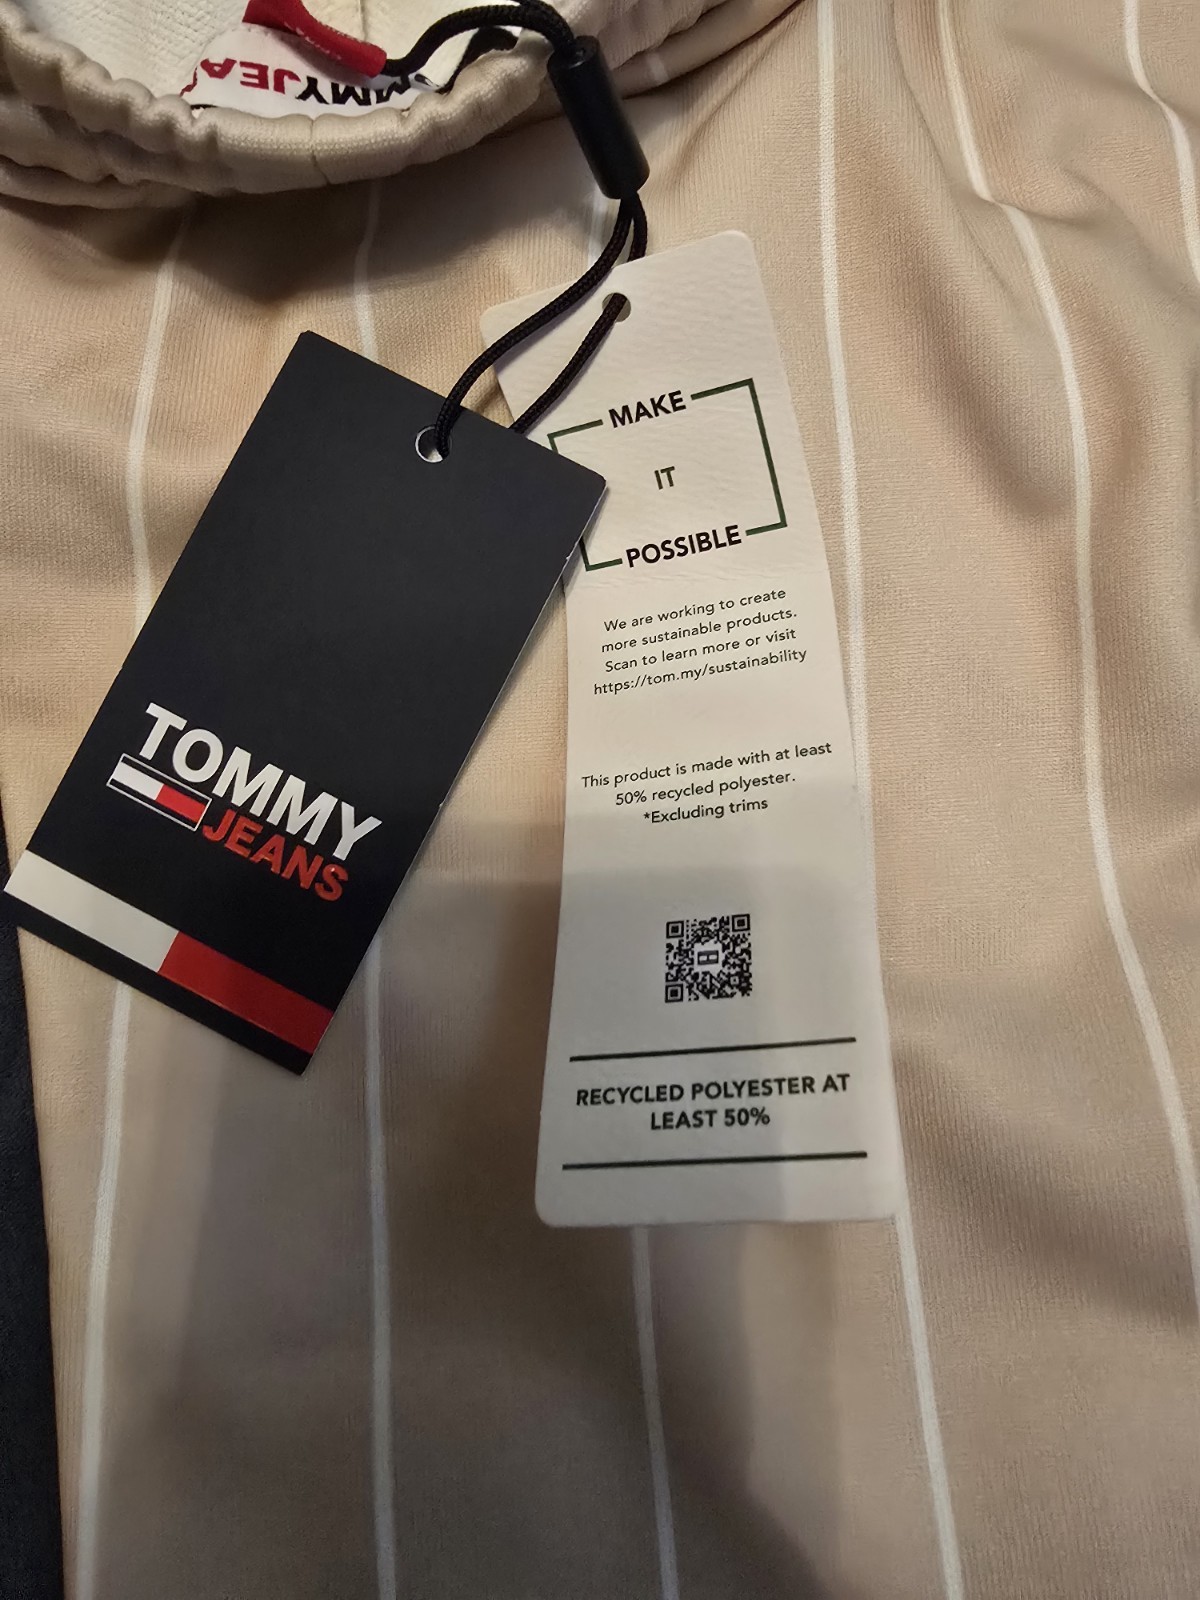 MMYJEA
MAKE
IT
POSSIBLE
We are working to create
more sustainable products.
Scan to learn more or visit
https://tom.my/sustainability
This product is made with at least
50% recycled polyester.
*Excluding trims
RECYCLED POLYESTER AT
LEAST 50%
TOMMY
JEANS